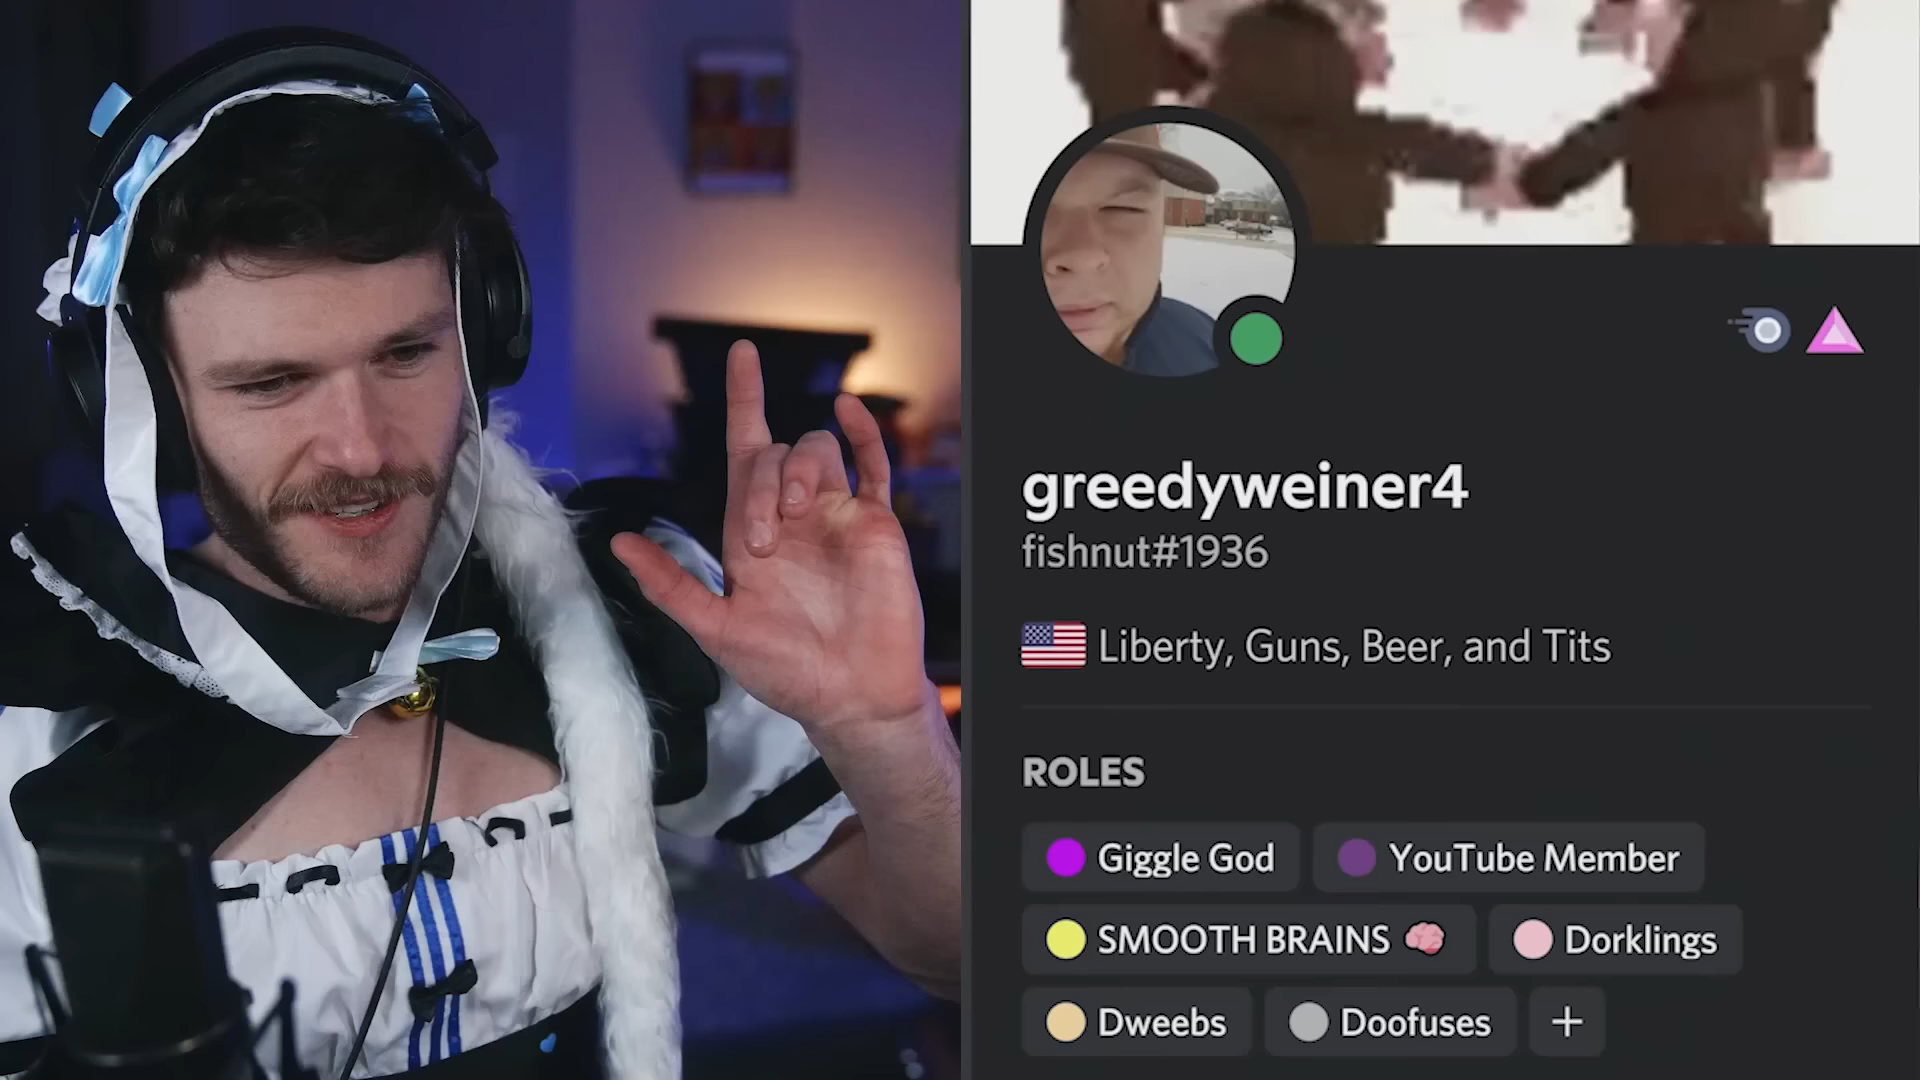 greedyweiner4
fishnut#1936
Liberty, Guns, Beer, and Tits
ROLES
Giggle God
YouTube Member
SMOOTH BRAINS
Dorklings
Dweebs
Doofuses
+